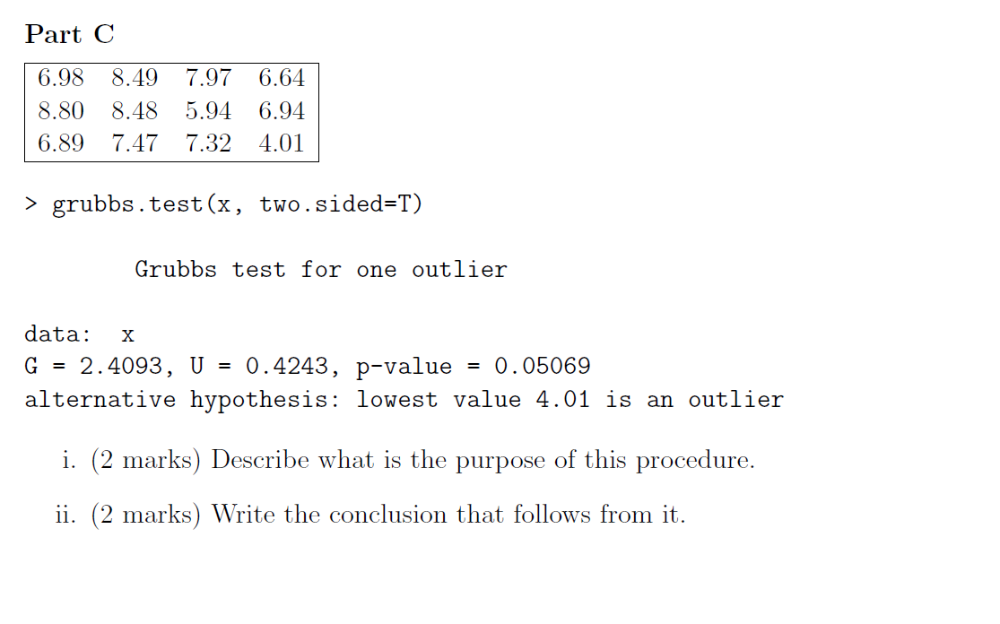 Part C
6.98 8.49 7.97 6.64
8.80 8.48 5.94 6.94
6.89 7.47 7.32 4.01
> grubbs.test(x, two.sided=T)
Grubbs test for one outlier
data: x
G = 2.4093, U = 0.4243, p-value = 0.05069
alternative hypothesis: lowest value 4.01 is an outlier
i. (2 marks) Describe what is the purpose of this procedure.
ii. (2 marks) Write the conclusion that follows from it.